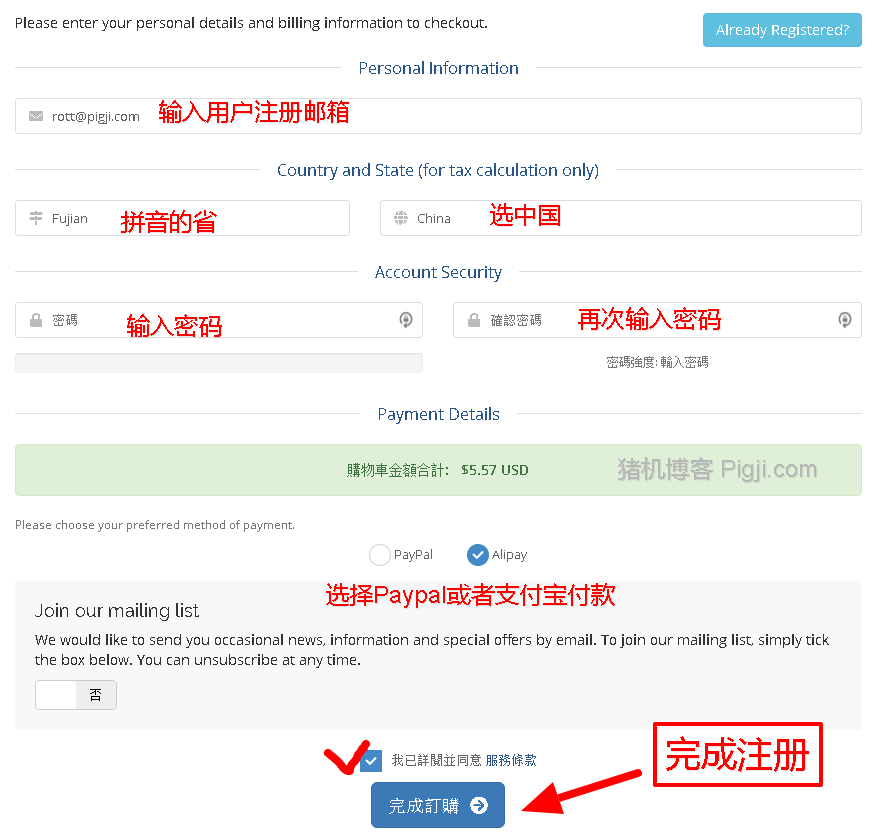 Please enter your personal details and billing information to checkout.
Already Registered?
Personal Information
rott@pigji.com 输入用户注册邮箱
Country and State (for tax calculation only)
Fujian 拼音的省
China 选中国
Account Security
密碼 输入密码
確認密碼 再次输入密码
密碼強度: 輸入密碼
Payment Details
購物車金額合計: $5.57 USD
猪机博客 Pigji.com
Please choose your preferred method of payment.
PayPal
Alipay
选择Paypal或者支付宝付款
Join our mailing list
We would like to send you occasional news, information and special offers by email. To join our mailing list, simply tick
the box below. You can unsubscribe at any time.
否
我已詳閱並同意 服務條款
完成注册
完成訂購